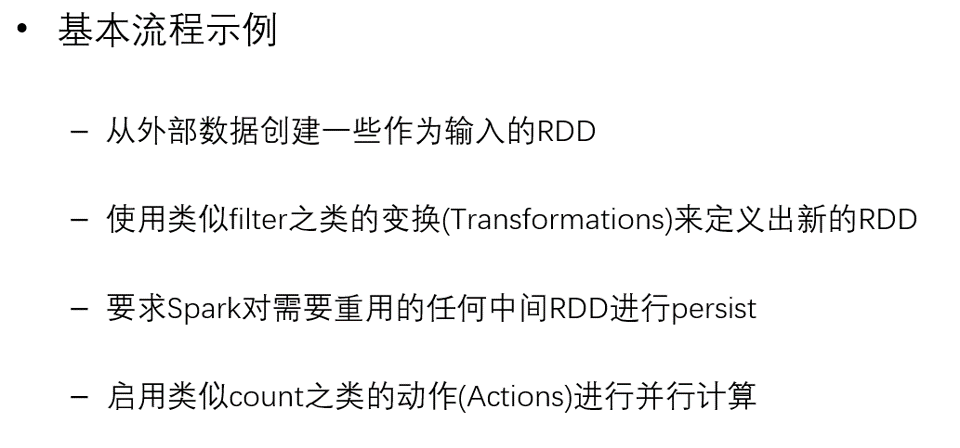 • 基本流程示例
– 从外部数据创建一些作为输入的RDD
– 使用类似filter之类的变换(Transformations)来定义出新的RDD
– 要求Spark对需要重用的任何中间RDD进行persist
– 启用类似count之类的动作(Actions)进行并行计算